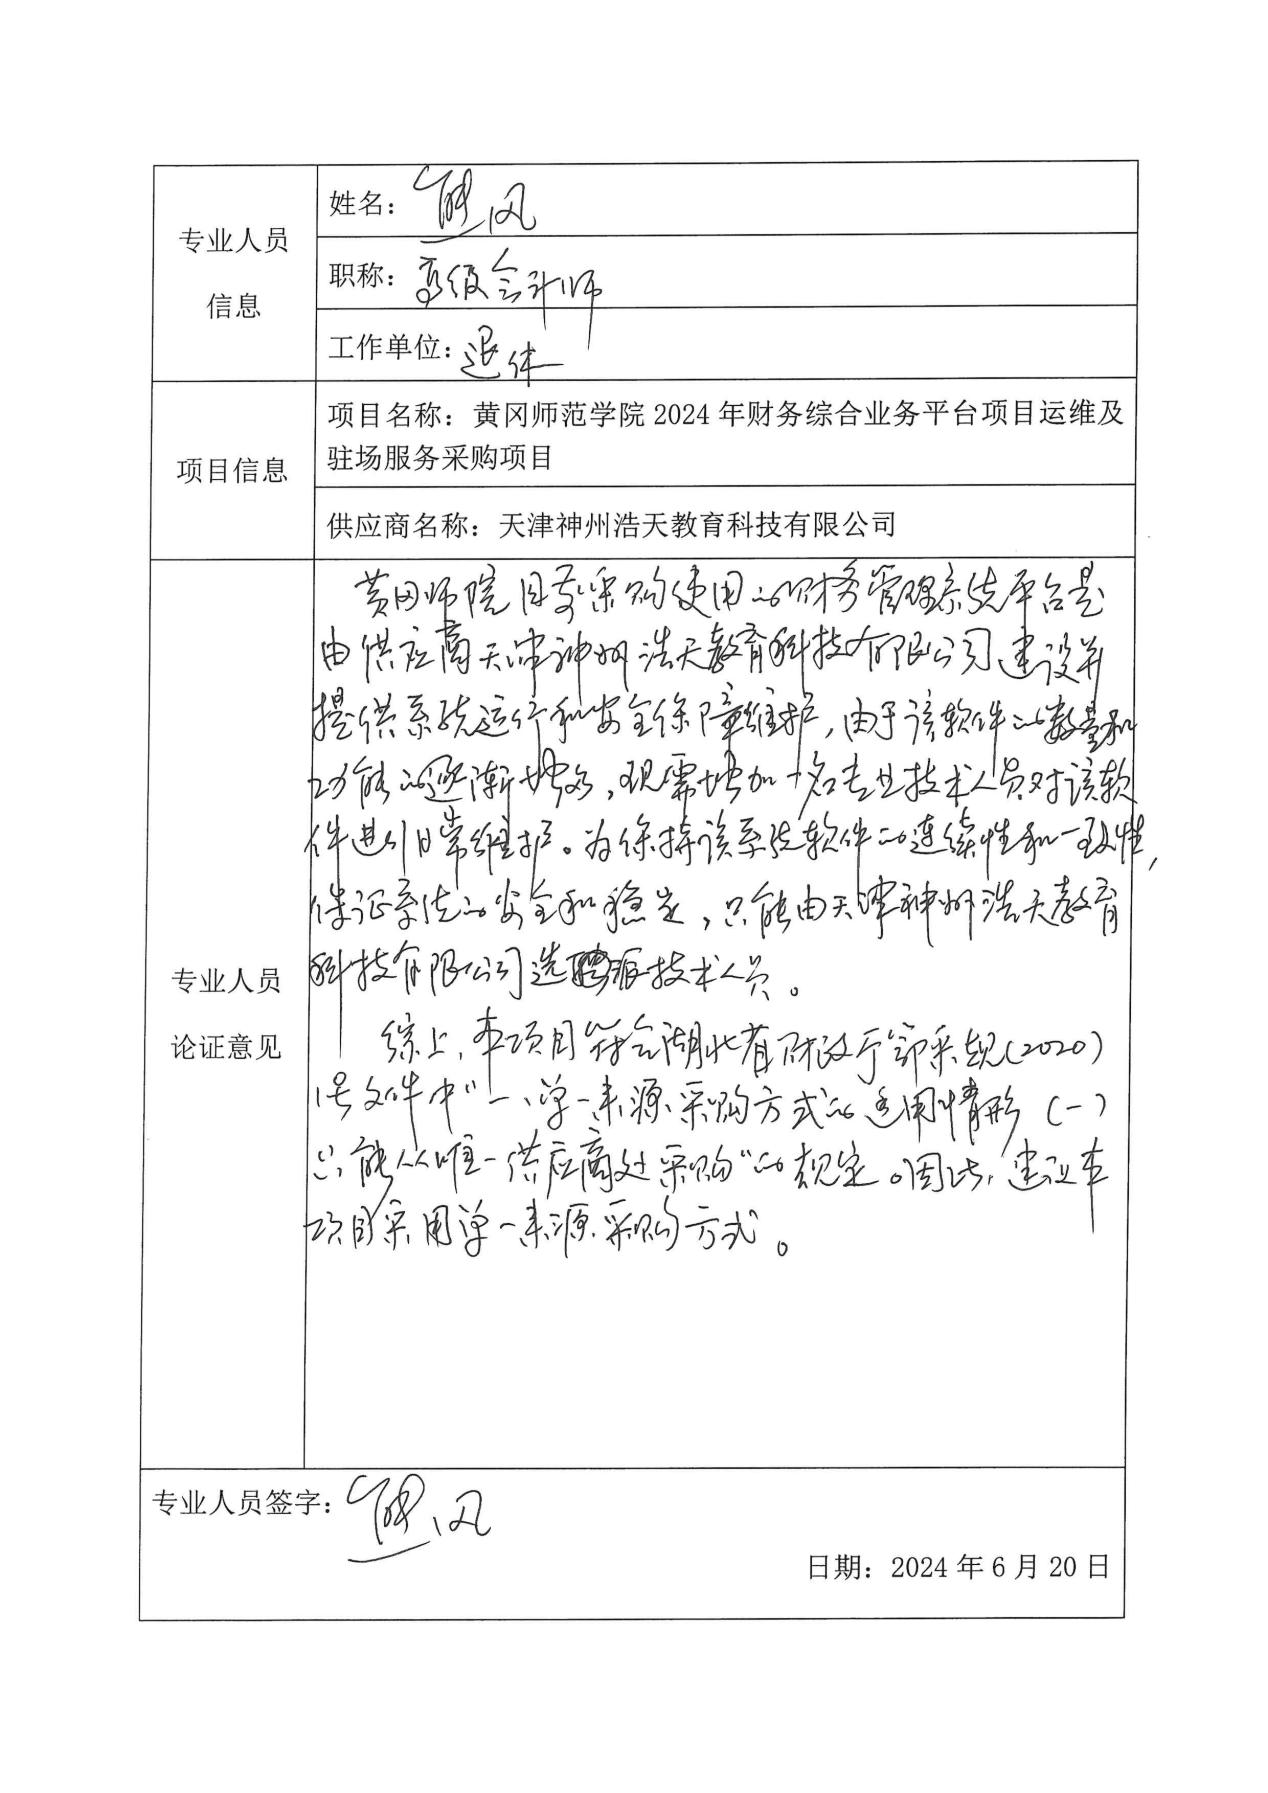 专业人员
信息
姓名：熊风
职称：高级会计师
工作单位：退休
项目信息
项目名称：黄冈师范学院 2024 年财务综合业务平台项目运维及
驻场服务采购项目
供应商名称：天津神州浩天教育科技有限公司
专业人员
论证意见
黄冈师院目前采购使用的财务管理系统平台是
由供应商天津神州浩天教育科技有限公司建设并
提供系统运行和安全保障维护，由于该软件的数量和
功能的逐渐增多，现需增加一名专业技术人员对该软
件进行日常维护。为保持该系统软件的连续性和一致性，
保证系统的安全和稳定，只能由天津神州浩天教育
科技有限公司选派技术人员。
综上，本项目符合湖北省财政厅鄂采规（2020）
1号文件中“一、单一来源采购方式的适用情形（一）
只能从唯一供应商处采购”的规定。因此，建议本
项目采用单一来源采购方式。
专业人员签字：熊风
日期：2024 年 6 月 20 日